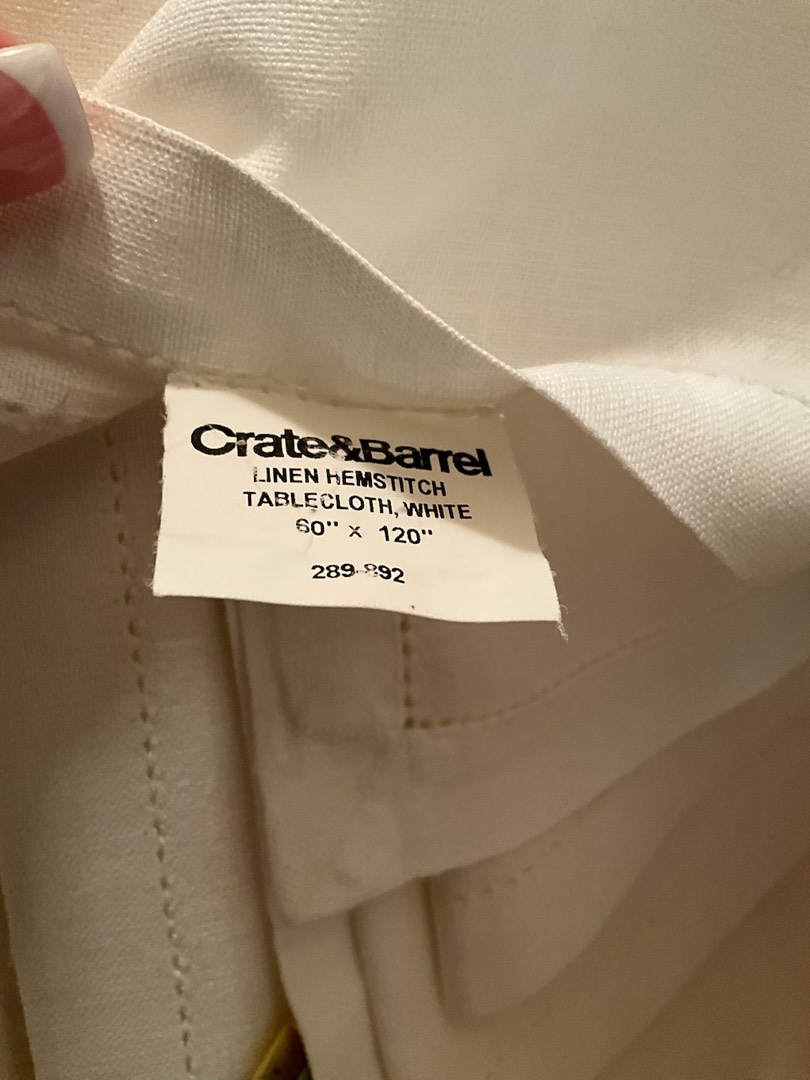 Crate&Barrel
LINEN HEMSTITCH
TABLECLOTH, WHITE
60" x 120"
289-892